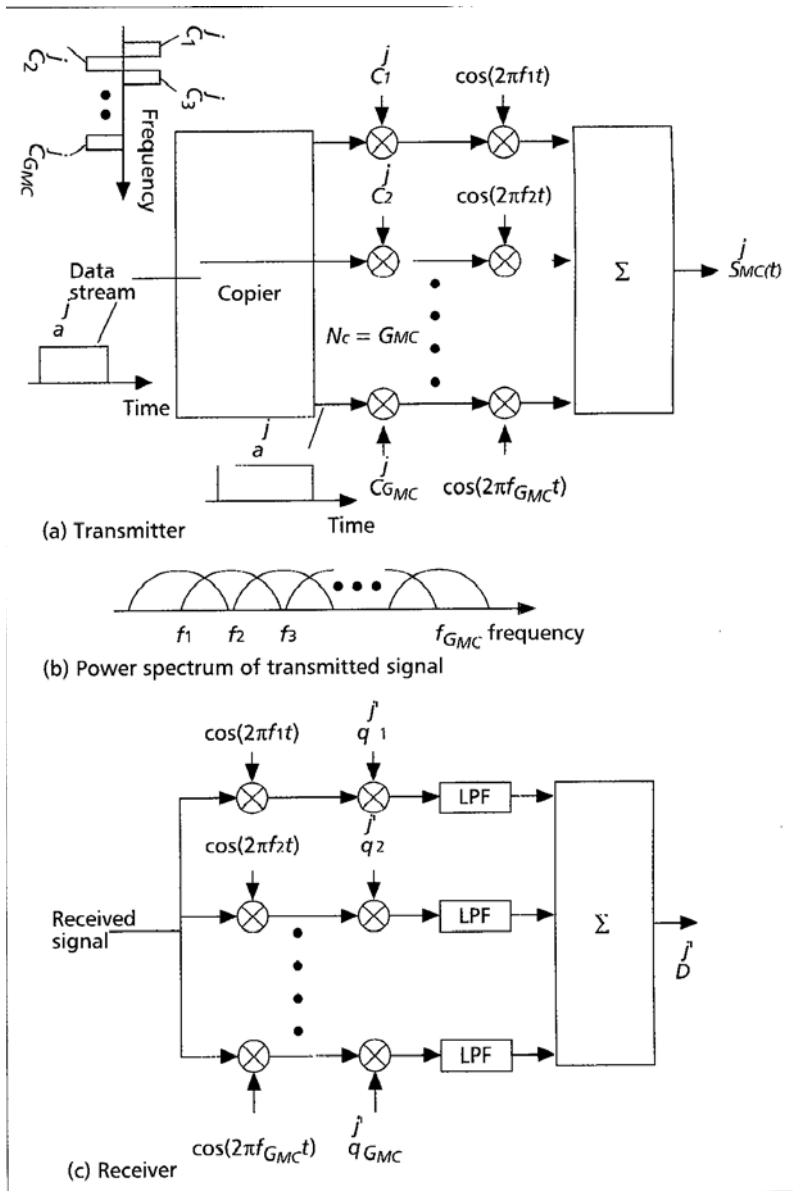 j
C1
j
C2
j
C3
j
CGMC
Frequency
j
C1
cos(2πf1t)
j
C2
cos(2πf2t)
Data
stream
j
a
Time
Copier
Nc = GMC
Σ
j
SMC(t)
j
a
Time
j
CGMC
cos(2πfGMCt)
(a) Transmitter
f1 f2 f3 fGMC frequency
(b) Power spectrum of transmitted signal
cos(2πf1t)
j'
q 1
LPF
cos(2πf2t)
j'
q 2
LPF
Received
signal
Σ
j'
D
LPF
cos(2πfGMCt)
j'
q GMC
(c) Receiver